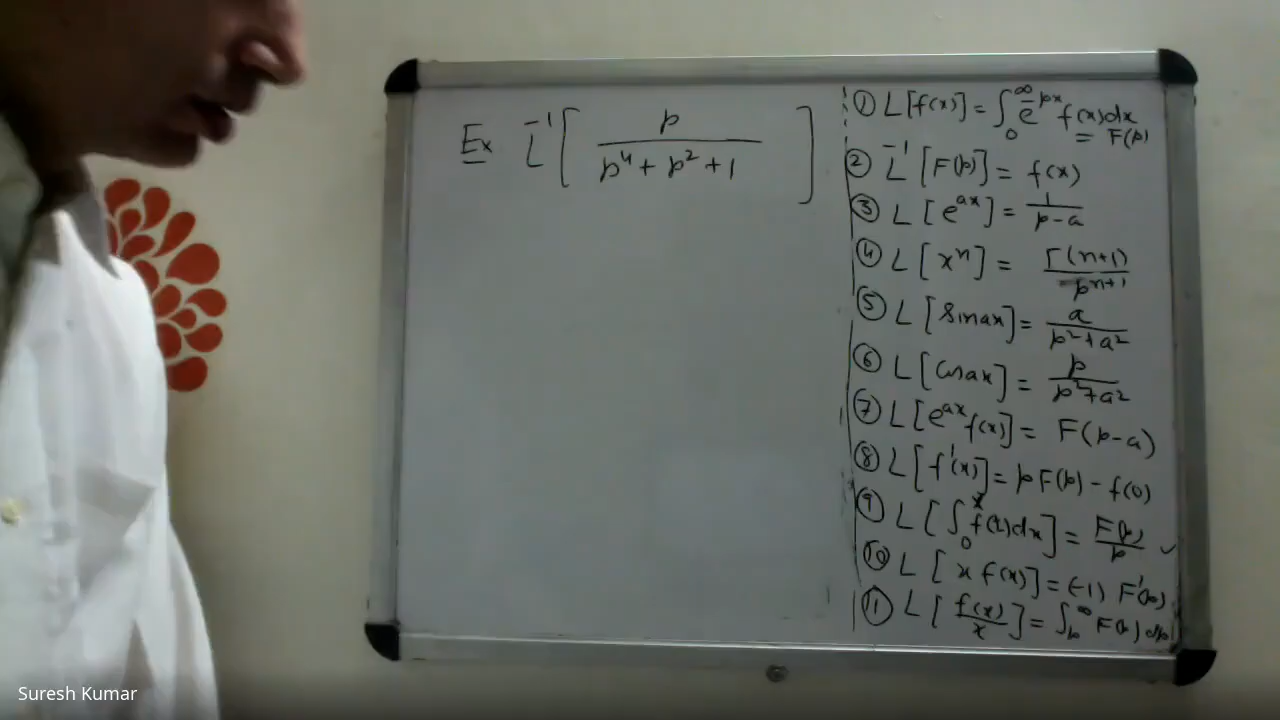 Ex L⁻¹ [ p / (p⁴ + p² + 1) ]
① L[f(x)] = ∫₀^∞ e^{-px} f(x) dx
= F(p)
② L⁻¹ [F(p)] = f(x)
③ L[e^{ax}] = 1/(p-a)
④ L[xⁿ] = Γ(n+1)/p^{n+1}
⑤ L[sin ax] = a/(p²+a²)
⑥ L[cos ax] = p/(p²+a²)
⑦ L[e^{ax} f(x)] = F(p-a)
⑧ L[f'(x)] = p F(p) - f(0)
⑨ L[∫₀^x f(x) dx] = F(p)/p ✓
⑩ L[x f(x)] = (-1) F'(p)
⑪ L[f(x)/x] = ∫_p^∞ F(p) dp
Suresh Kumar